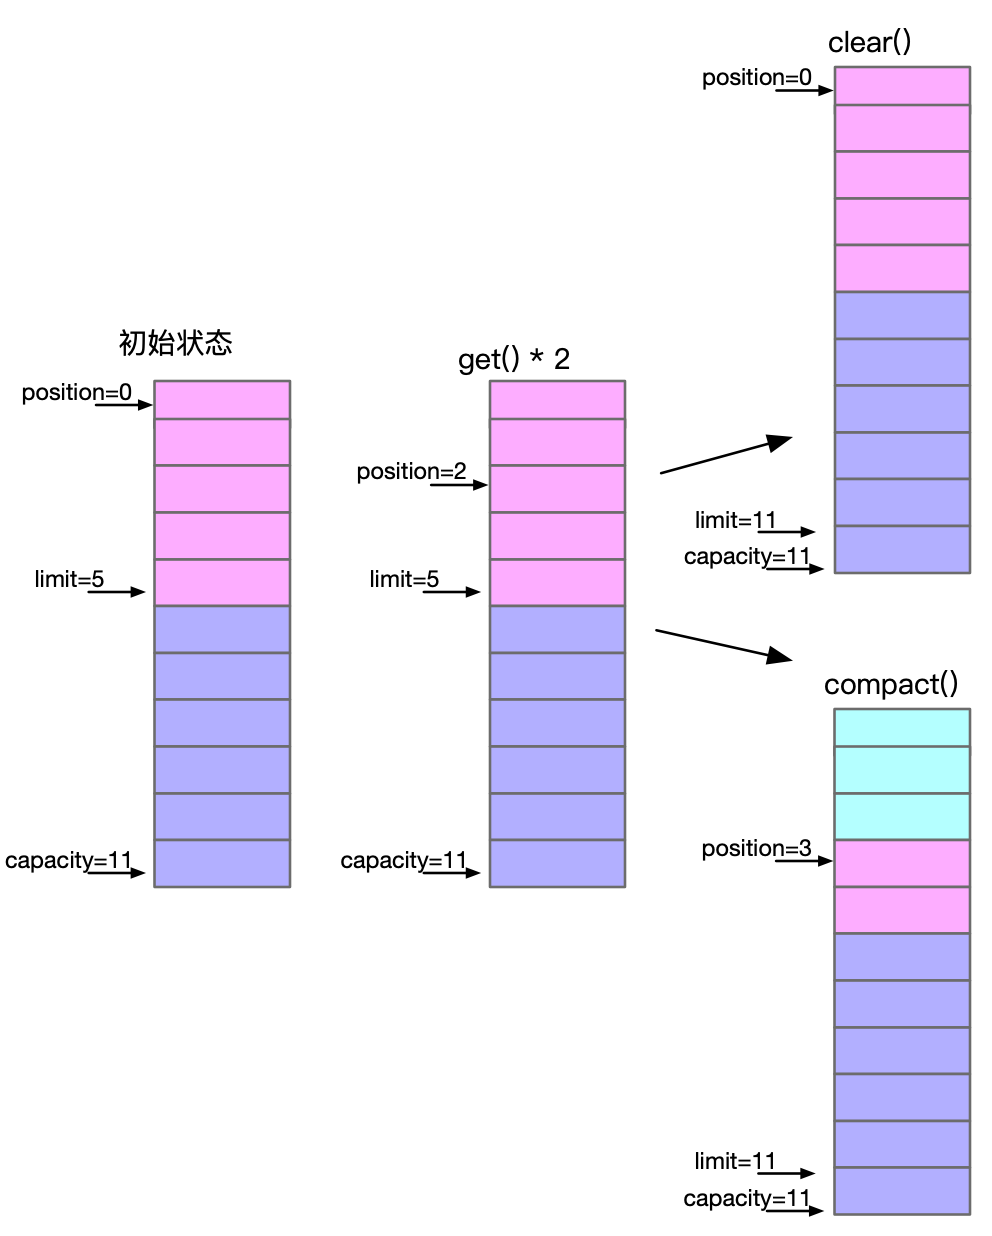 初始状态
position=0
limit=5
capacity=11
get() * 2
position=2
limit=5
capacity=11
clear()
position=0
limit=11
capacity=11
compact()
position=3
limit=11
capacity=11